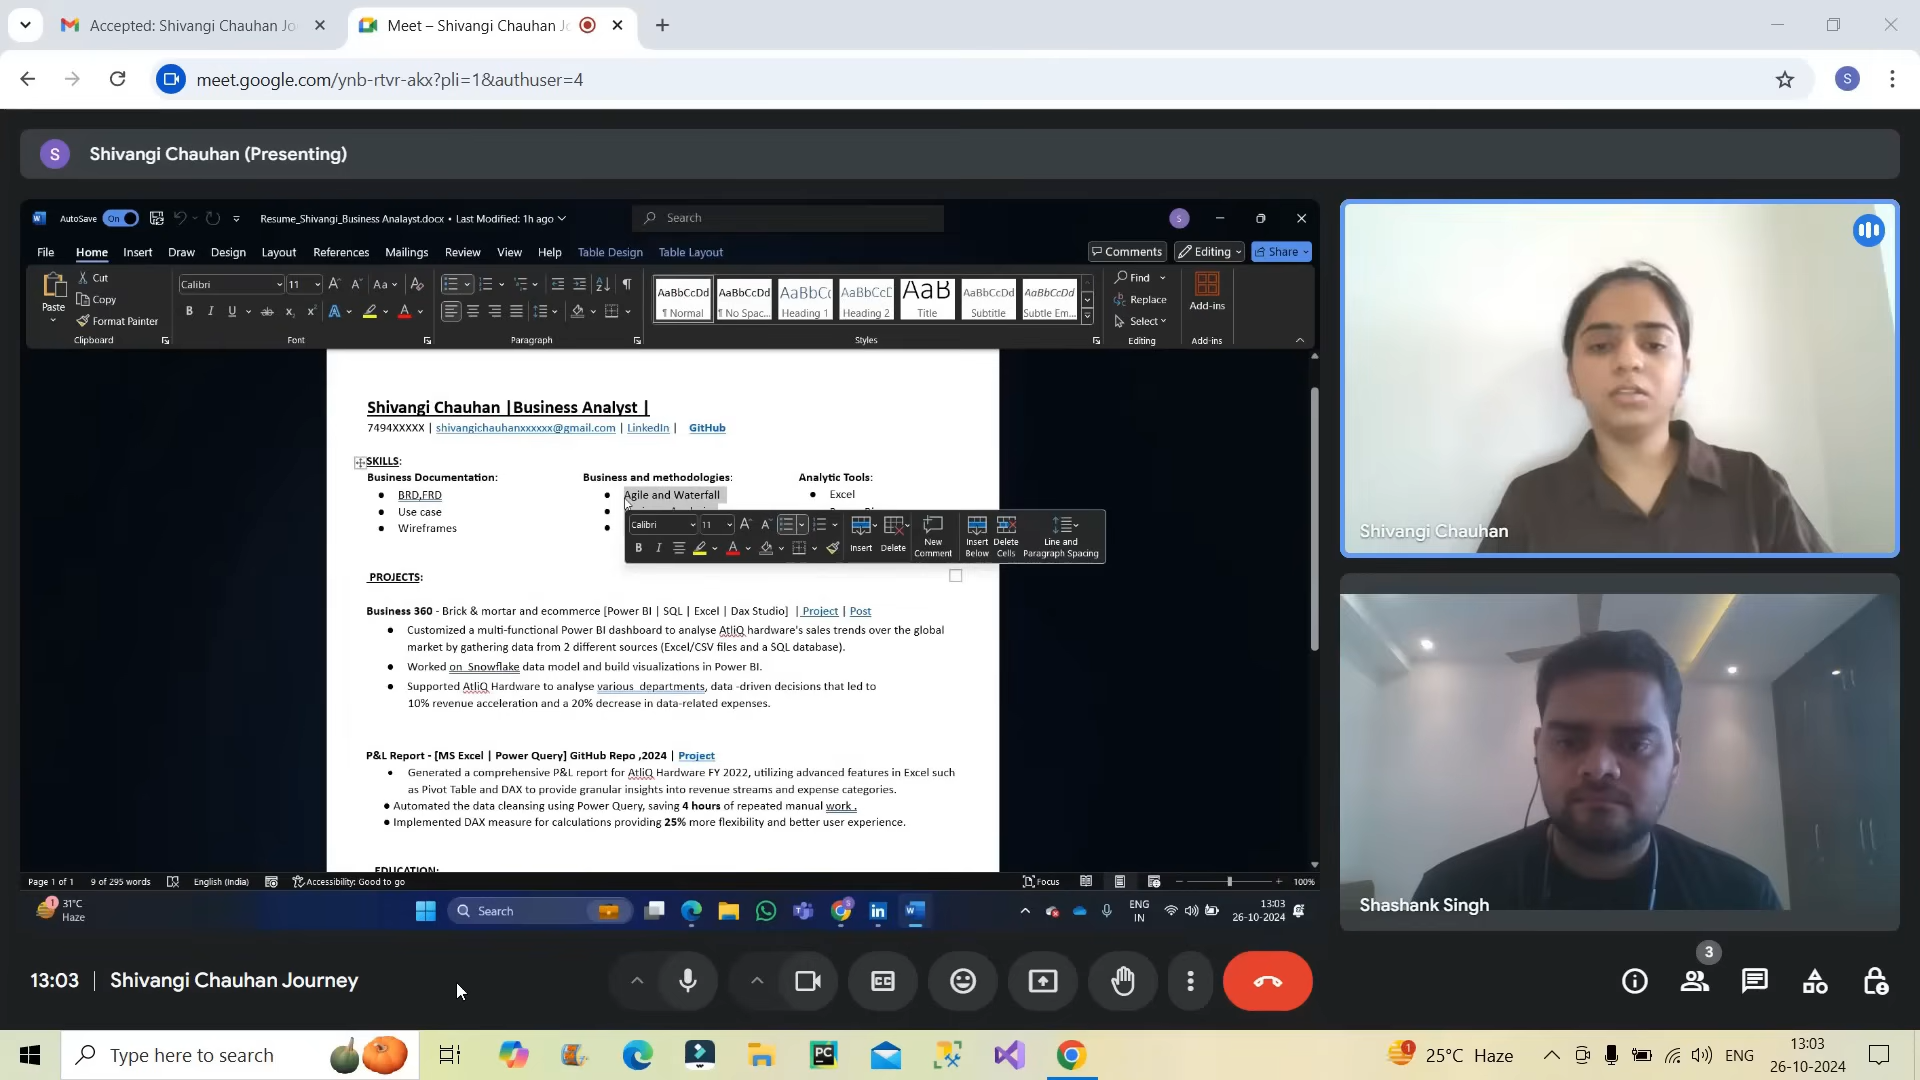 Accepted: Shivangi Chauhan Jo
Meet – Shivangi Chauhan Jo
meet.google.com/ynb-rtvr-akx?pli=1&authuser=4
S
S
Shivangi Chauhan (Presenting)
AutoSave On
Resume_Shivangi_Business Analayst.docx • Last Modified: 1h ago
Search
S
File Home Insert Draw Design Layout References Mailings Review View Help Table Design Table Layout
Comments Editing Share
Paste
Cut
Copy
Format Painter
Clipboard
Calibri 11
Font
Paragraph
AaBbCcDd AaBbCcDd AaBbCc AaBbCcD AaB AaBbCcDd AaBbCcDd
¶ Normal ¶ No Spac... Heading 1 Heading 2 Title Subtitle Subtle Em...
Styles
Find
Replace
Select
Editing
Add-ins
Add-ins
Shivangi Chauhan |Business Analyst |
7494XXXXX | shivangichauhanxxxxxx@gmail.com | LinkedIn | GitHub
SKILLS:
Business Documentation: Business and methodologies: Analytic Tools:
BRD,FRD
Use case
Wireframes
Agile and Waterfall
Excel
Calibri 11
Insert Delete
New Comment
Insert Below
Delete Cells
Line and Paragraph Spacing
PROJECTS:
Business 360 - Brick & mortar and ecommerce [Power BI | SQL | Excel | Dax Studio] | Project | Post
● Customized a multi-functional Power BI dashboard to analyse AtliQ hardware's sales trends over the global
market by gathering data from 2 different sources (Excel/CSV files and a SQL database).
● Worked on Snowflake data model and build visualizations in Power BI.
● Supported AtliQ Hardware to analyse various departments, data -driven decisions that led to
10% revenue acceleration and a 20% decrease in data-related expenses.
P&L Report - [MS Excel | Power Query] GitHub Repo ,2024 | Project
● Generated a comprehensive P&L report for AtliQ Hardware FY 2022, utilizing advanced features in Excel such
as Pivot Table and DAX to provide granular insights into revenue streams and expense categories.
● Automated the data cleansing using Power Query, saving 4 hours of repeated manual work .
● Implemented DAX measure for calculations providing 25% more flexibility and better user experience.
EDUCATION:
Page 1 of 1 9 of 295 words English (India) Accessibility: Good to go
Focus 100%
31°C
Haze
Search
ENG
IN
13:03
26-10-2024
Shivangi Chauhan
Shashank Singh
13:03 | Shivangi Chauhan Journey
3
Type here to search
25°C Haze
ENG
13:03
26-10-2024